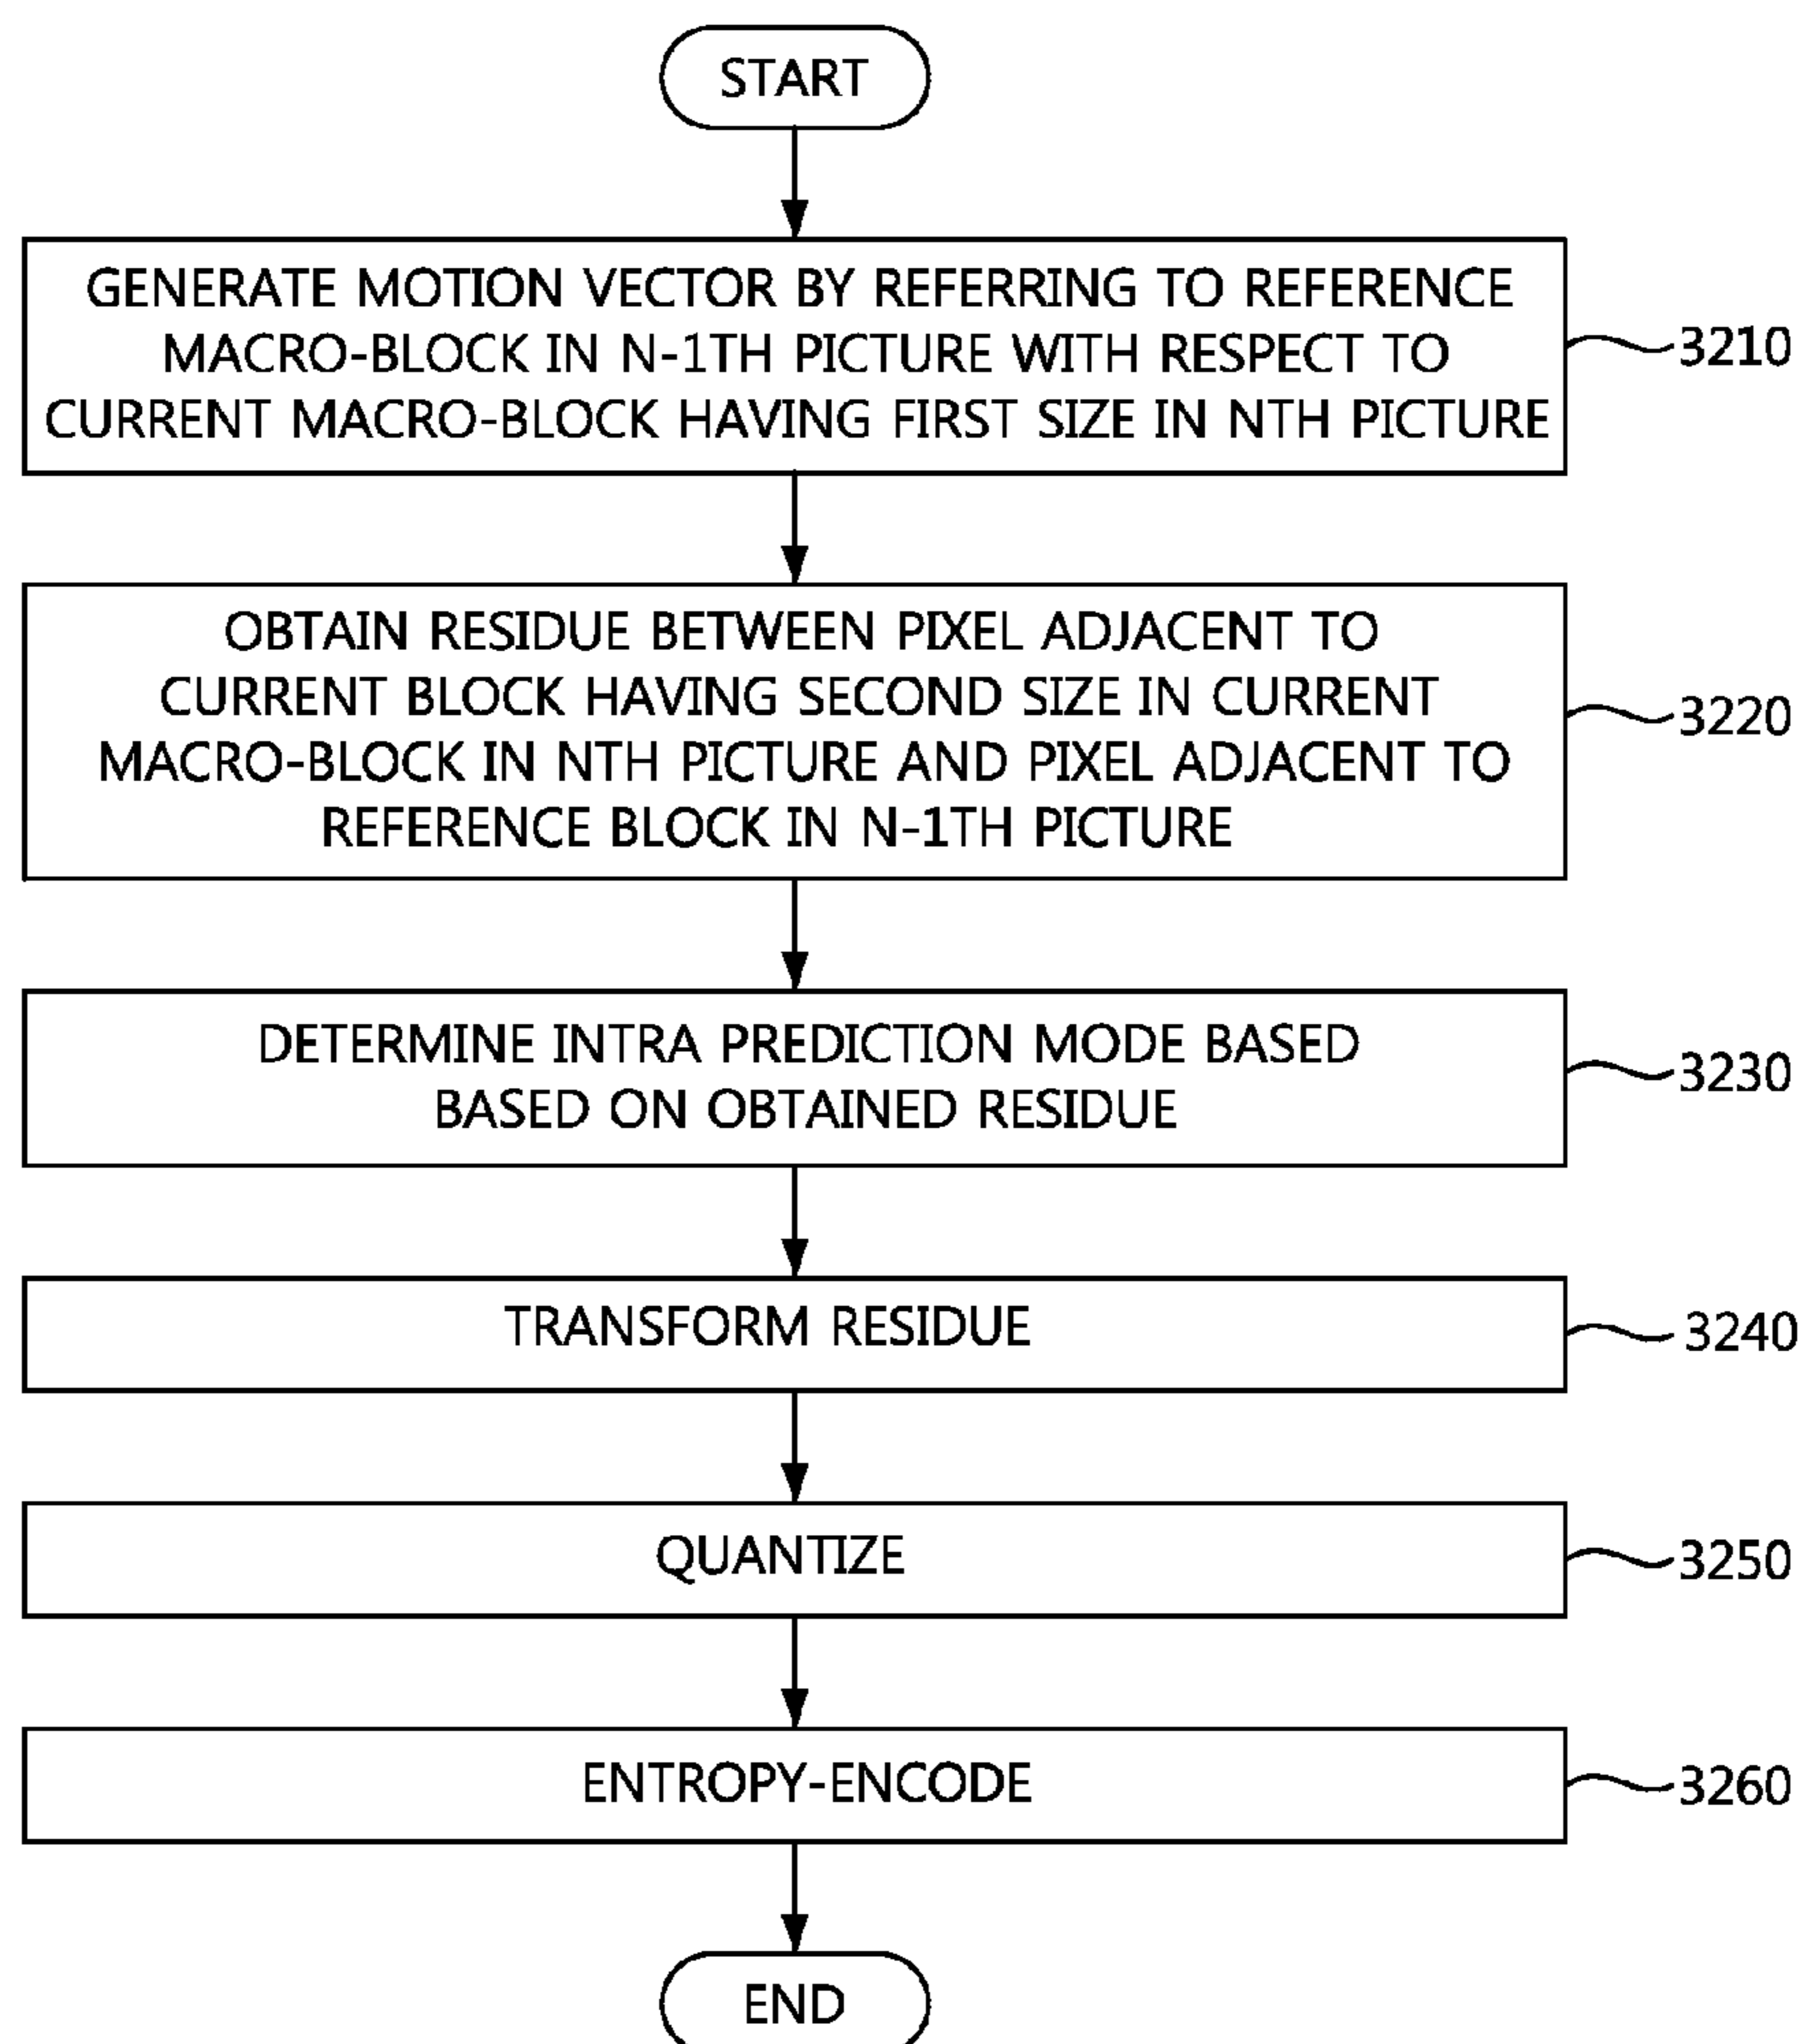 START
GENERATE MOTION VECTOR BY REFERRING TO REFERENCE
MACRO-BLOCK IN N-1TH PICTURE WITH RESPECT TO
CURRENT MACRO-BLOCK HAVING FIRST SIZE IN NTH PICTURE
3210
OBTAIN RESIDUE BETWEEN PIXEL ADJACENT TO
CURRENT BLOCK HAVING SECOND SIZE IN CURRENT
MACRO-BLOCK IN NTH PICTURE AND PIXEL ADJACENT TO
REFERENCE BLOCK IN N-1TH PICTURE
3220
DETERMINE INTRA PREDICTION MODE BASED
BASED ON OBTAINED RESIDUE
3230
TRANSFORM RESIDUE
3240
QUANTIZE
3250
ENTROPY-ENCODE
3260
END